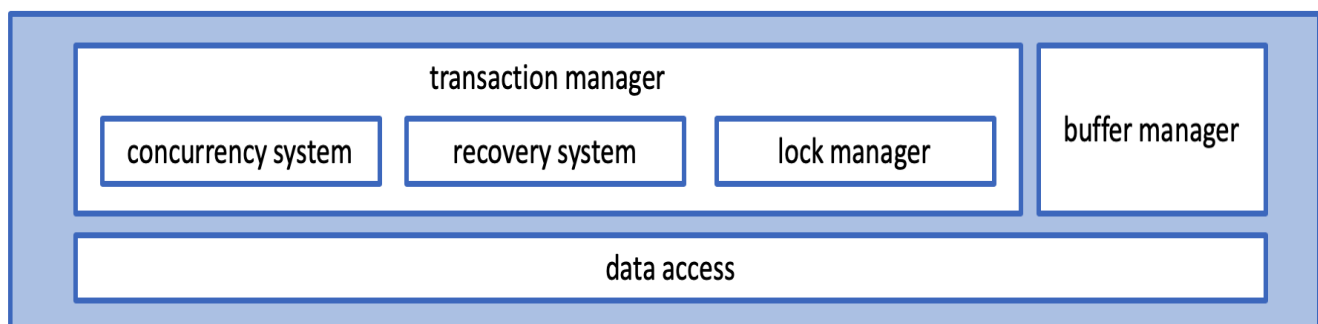 transaction manager
buffer manager
concurrency system
recovery system
lock manager
data access